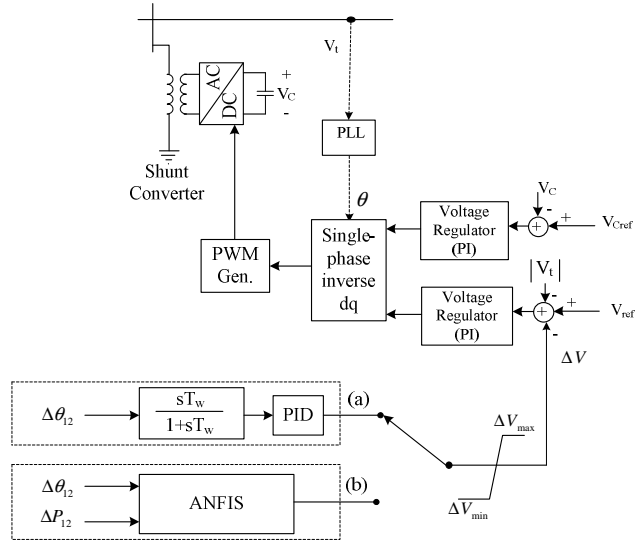 V_t
AC
DC
+
V_C
-
PLL
Shunt
Converter
θ
PWM
Gen.
Single-
phase
inverse
dq
Voltage
Regulator
(PI)
V_C
-
+
+
V_Cref
Voltage
Regulator
(PI)
|V_t|
-
+
+
-
V_ref
ΔV
Δθ_12
sT_w
1+sT_w
PID
(a)
Δθ_12
ΔP_12
ANFIS
(b)
ΔV_max
ΔV_min